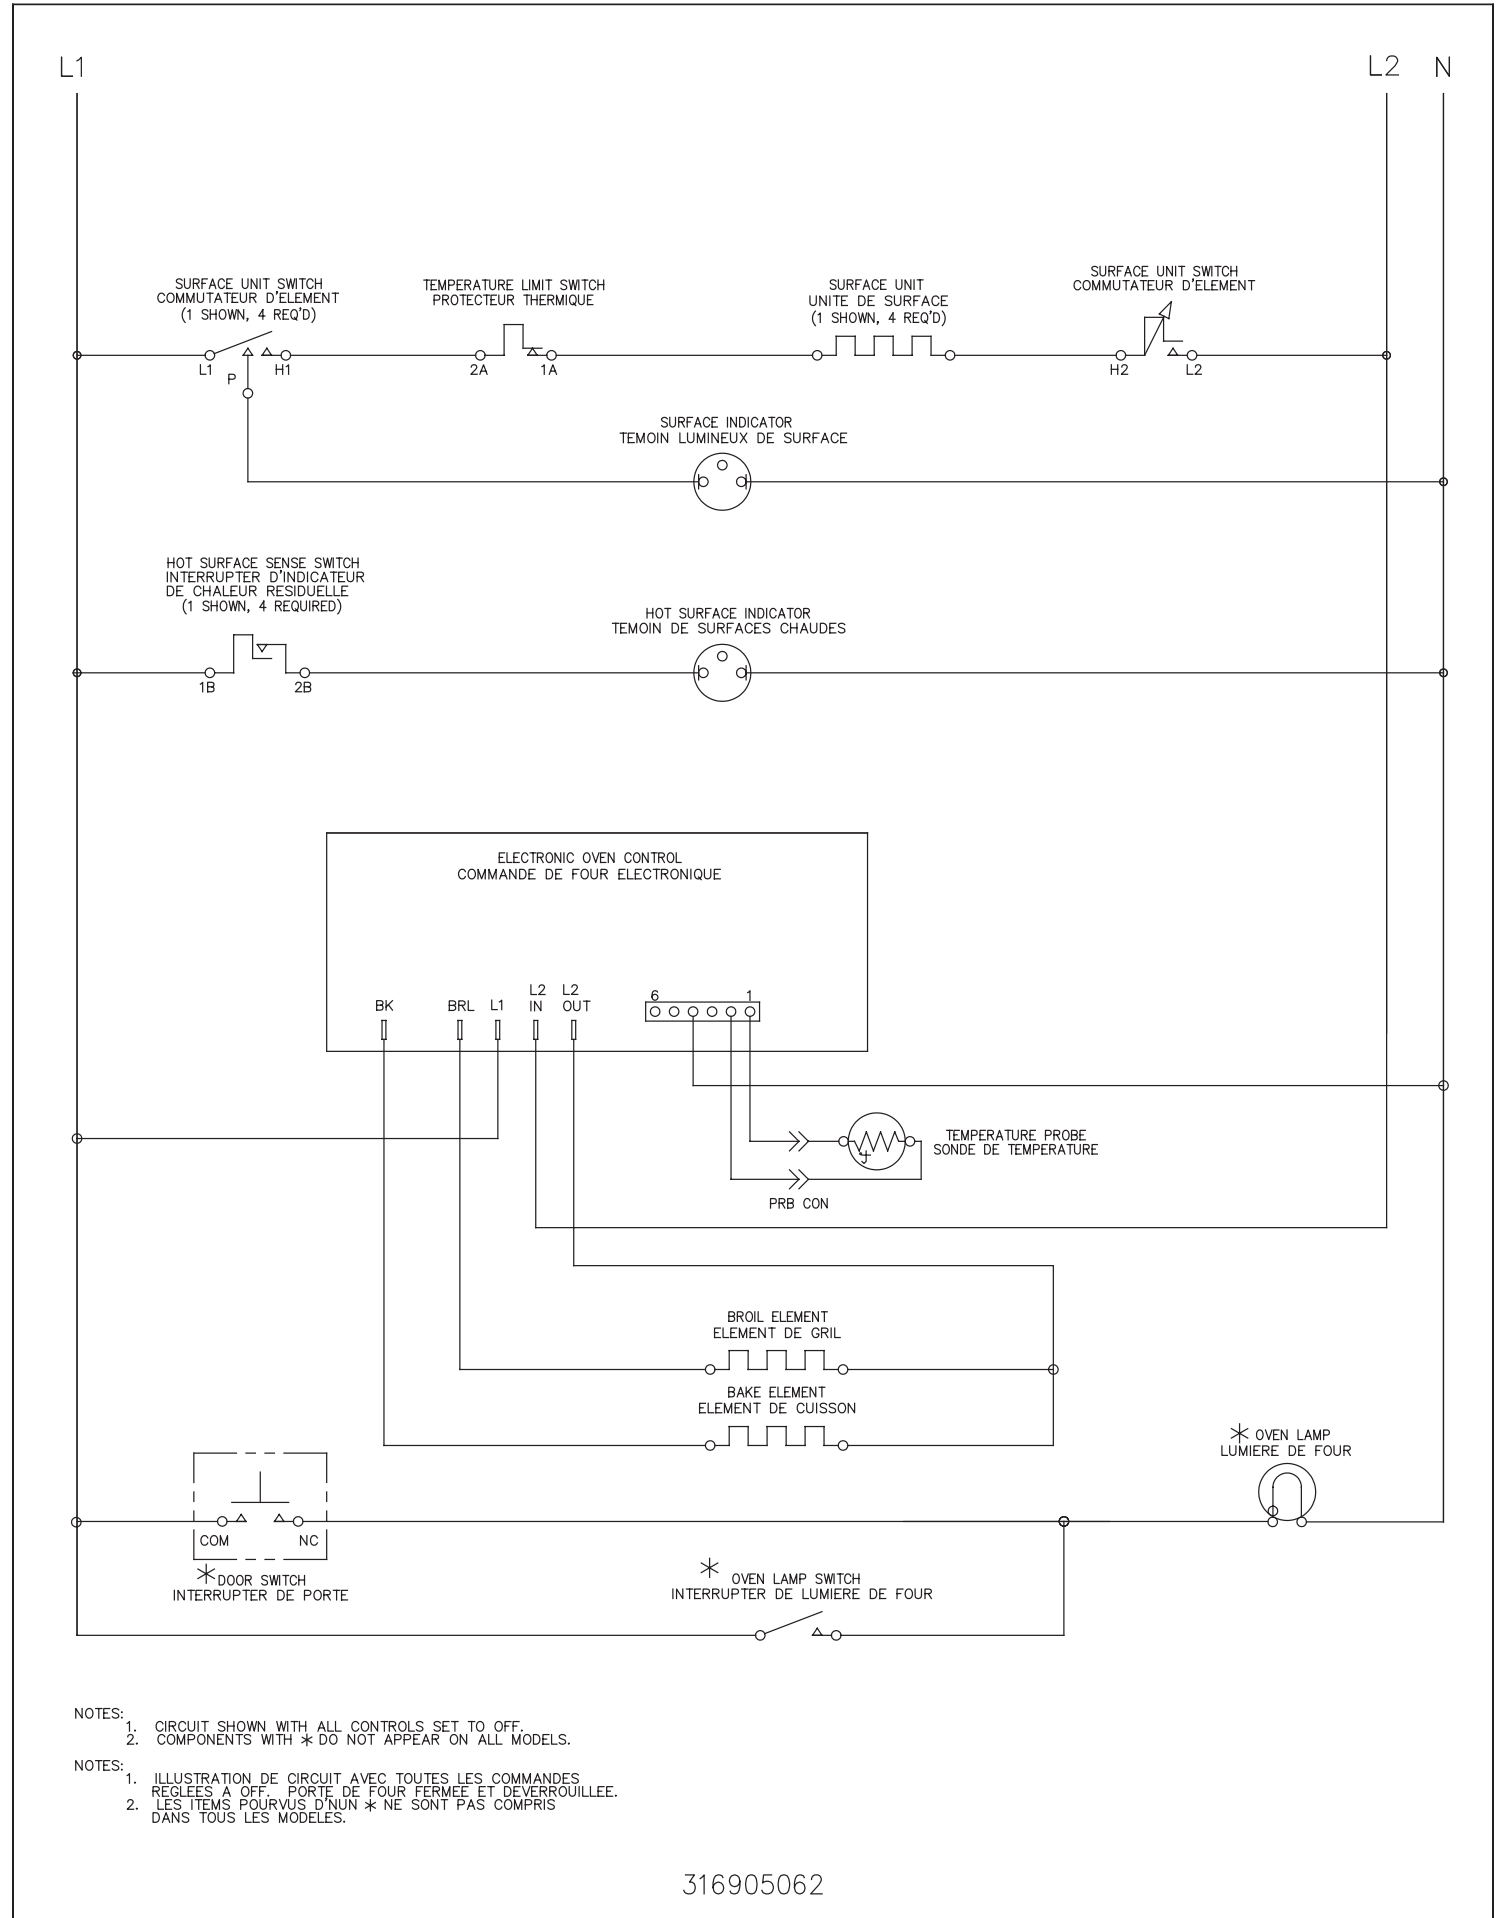 L1
L2 N
SURFACE UNIT SWITCH
COMMUTATEUR D'ELEMENT
(1 SHOWN, 4 REQ'D)
TEMPERATURE LIMIT SWITCH
PROTECTEUR THERMIQUE
SURFACE UNIT
UNITE DE SURFACE
(1 SHOWN, 4 REQ'D)
SURFACE UNIT SWITCH
COMMUTATEUR D'ELEMENT
L1
P
H1
2A
1A
H2
L2
SURFACE INDICATOR
TEMOIN LUMINEUX DE SURFACE
HOT SURFACE SENSE SWITCH
INTERRUPTER D'INDICATEUR
DE CHALEUR RESIDUELLE
(1 SHOWN, 4 REQUIRED)
HOT SURFACE INDICATOR
TEMOIN DE SURFACES CHAUDES
1B
2B
ELECTRONIC OVEN CONTROL
COMMANDE DE FOUR ELECTRONIQUE
BK
BRL
L1
L2
IN
L2
OUT
6
1
TEMPERATURE PROBE
SONDE DE TEMPERATURE
PRB CON
BROIL ELEMENT
ELEMENT DE GRIL
BAKE ELEMENT
ELEMENT DE CUISSON
* OVEN LAMP
LUMIERE DE FOUR
COM
NC
* DOOR SWITCH
INTERRUPTER DE PORTE
* OVEN LAMP SWITCH
INTERRUPTER DE LUMIERE DE FOUR
NOTES:
1. CIRCUIT SHOWN WITH ALL CONTROLS SET TO OFF.
2. COMPONENTS WITH * DO NOT APPEAR ON ALL MODELS.
NOTES:
1. ILLUSTRATION DE CIRCUIT AVEC TOUTES LES COMMANDES
REGLEES A OFF. PORTE DE FOUR FERMEE ET DEVERROUILLEE.
2. LES ITEMS POURVUS D'NUN * NE SONT PAS COMPRIS
DANS TOUS LES MODELES.
316905062